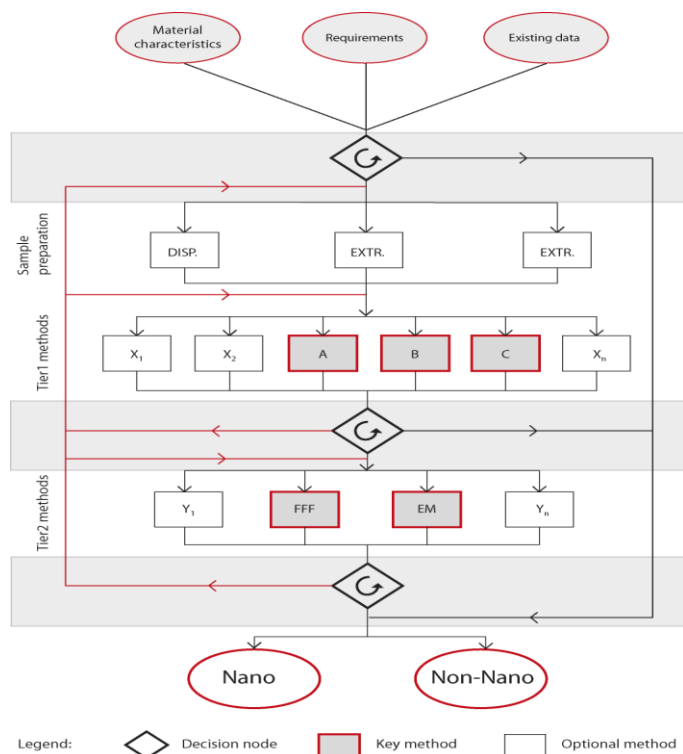 Material
characteristics
Requirements
Existing data
Sample
preparation
DISP.
EXTR.
EXTR.
Tier1 methods
X₁
X₂
A
B
C
Xₙ
Tier2 methods
Y₁
FFF
EM
Yₙ
Nano
Non-Nano
Legend:
Decision node
Key method
Optional method